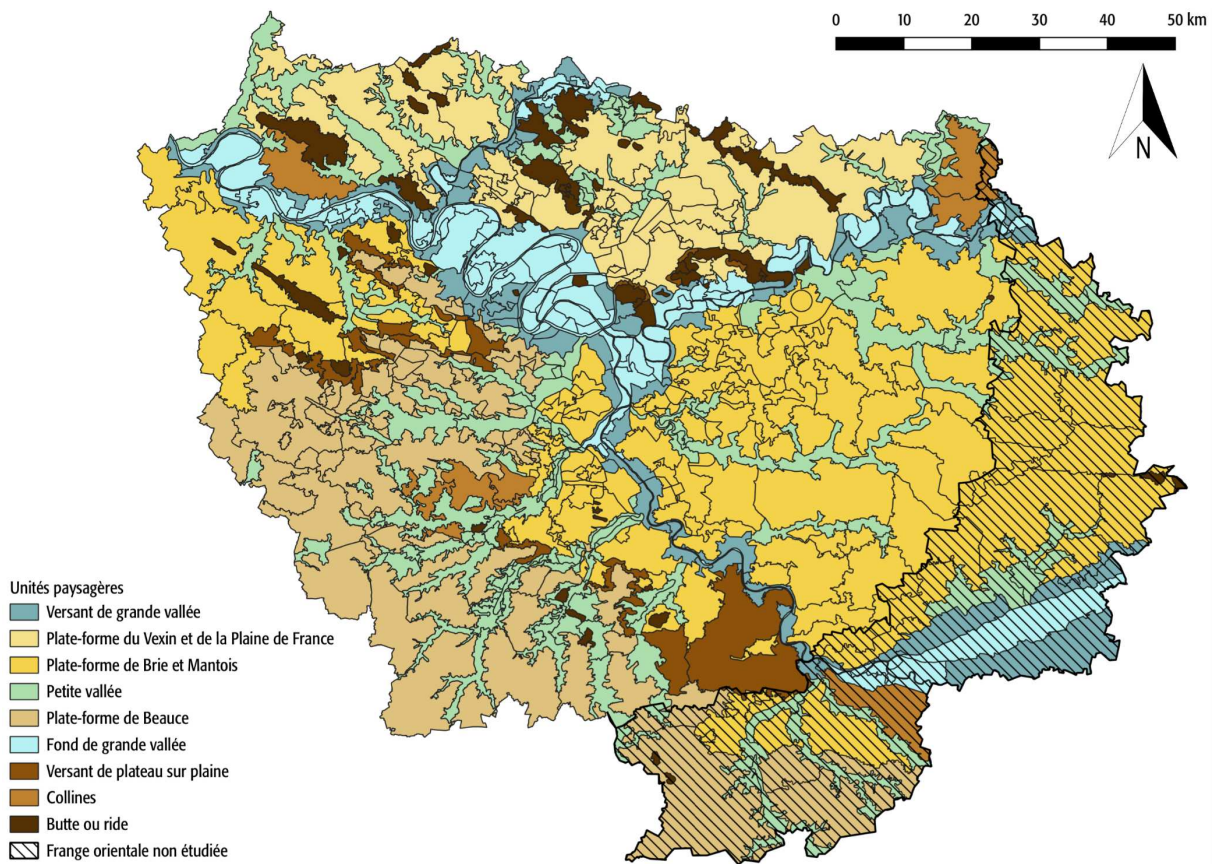 0 10 20 30 40 50 km
N
Unités paysagères
Versant de grande vallée
Plate-forme du Vexin et de la Plaine de France
Plate-forme de Brie et Mantois
Petite vallée
Plate-forme de Beauce
Fond de grande vallée
Versant de plateau sur plaine
Collines
Butte ou ride
Frange orientale non étudiée